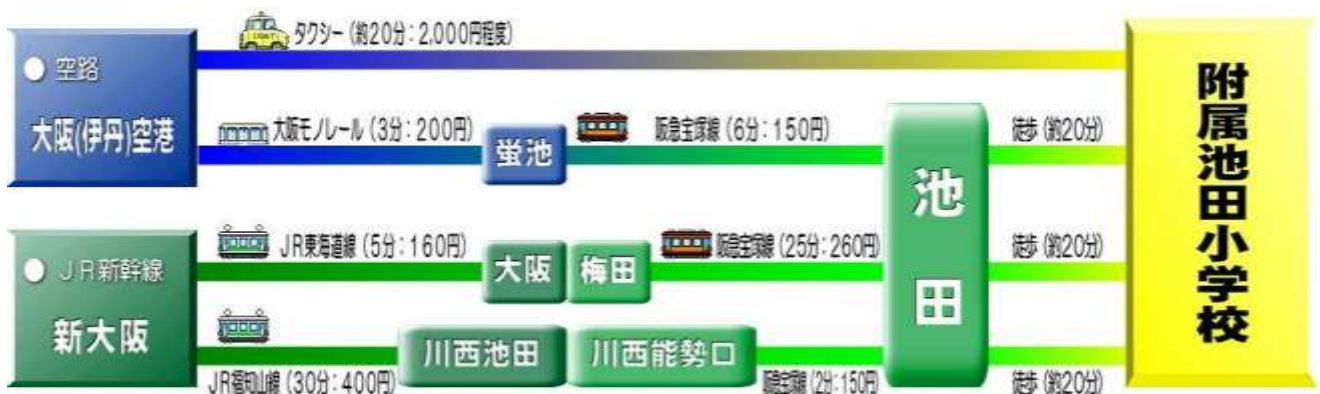 タクシー (約20分:2,000円程度)
● 空路
大阪(伊丹)空港
大阪モノレール (3分:200円)
蛍池
阪急宝塚線 (6分:150円)
徒歩 (約20分)
池田
附属池田小学校
● JR新幹線
新大阪
JR東海道線 (5分:160円)
大阪
梅田
阪急宝塚線 (25分:260円)
徒歩 (約20分)
JR福知山線 (30分:400円)
川西池田
川西能勢口
阪急宝塚線 (2分:150円)
徒歩 (約20分)